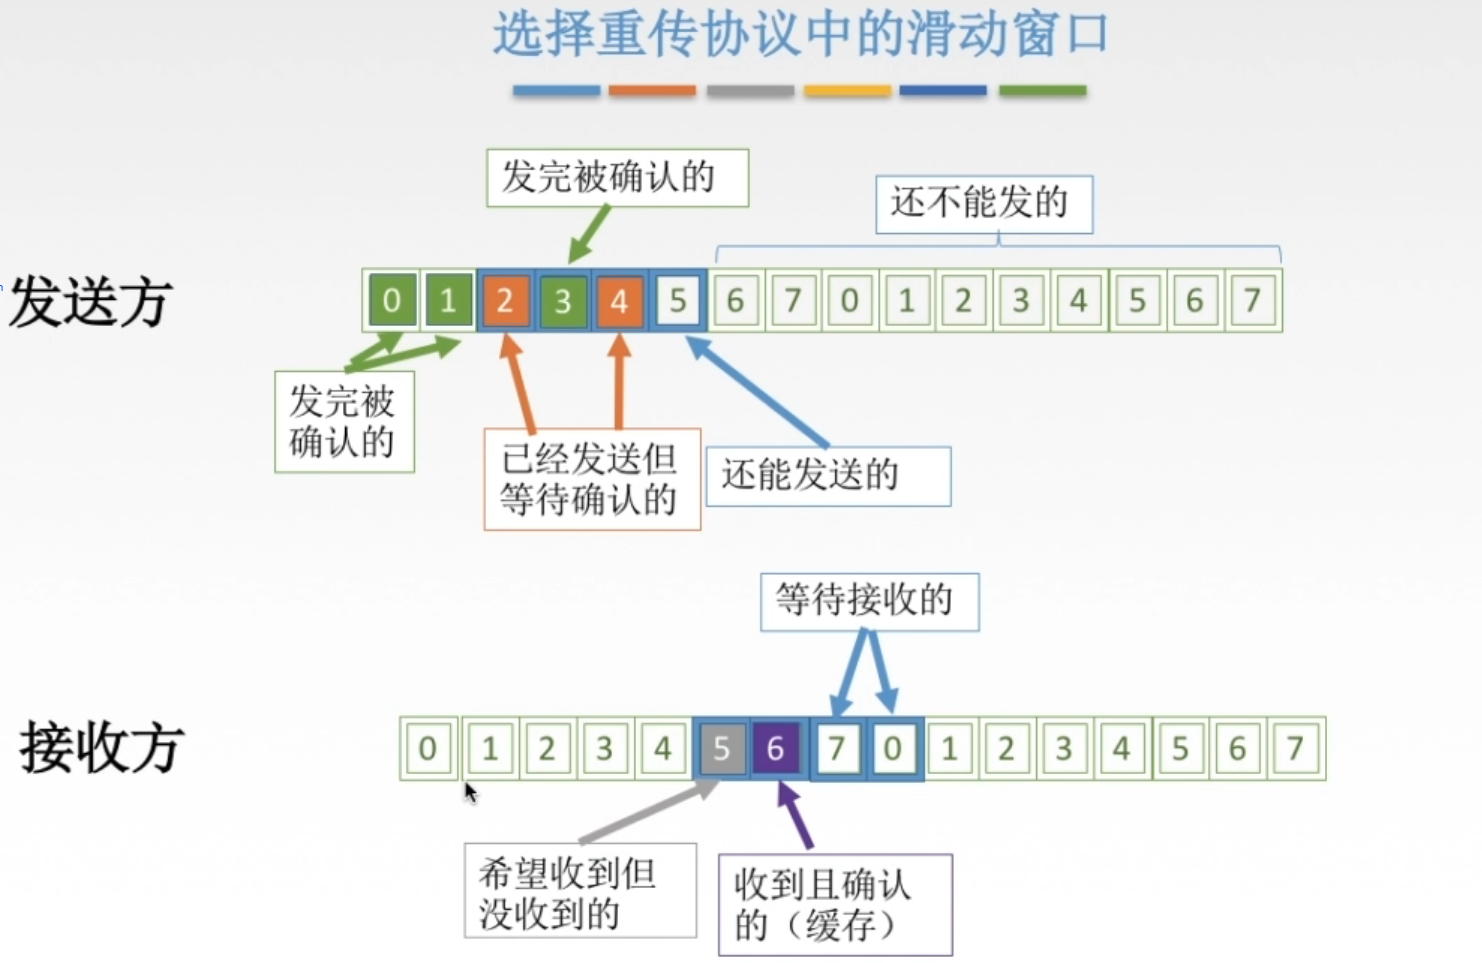 选择重传协议中的滑动窗口
发完被确认的
还不能发的
发送方
0 1 2 3 4 5 6 7 0 1 2 3 4 5 6 7
发完被
确认的
已经发送但
等待确认的
还能发送的
等待接收的
接收方
0 1 2 3 4 5 6 7 0 1 2 3 4 5 6 7
希望收到但
没收到的
收到且确认
的（缓存）